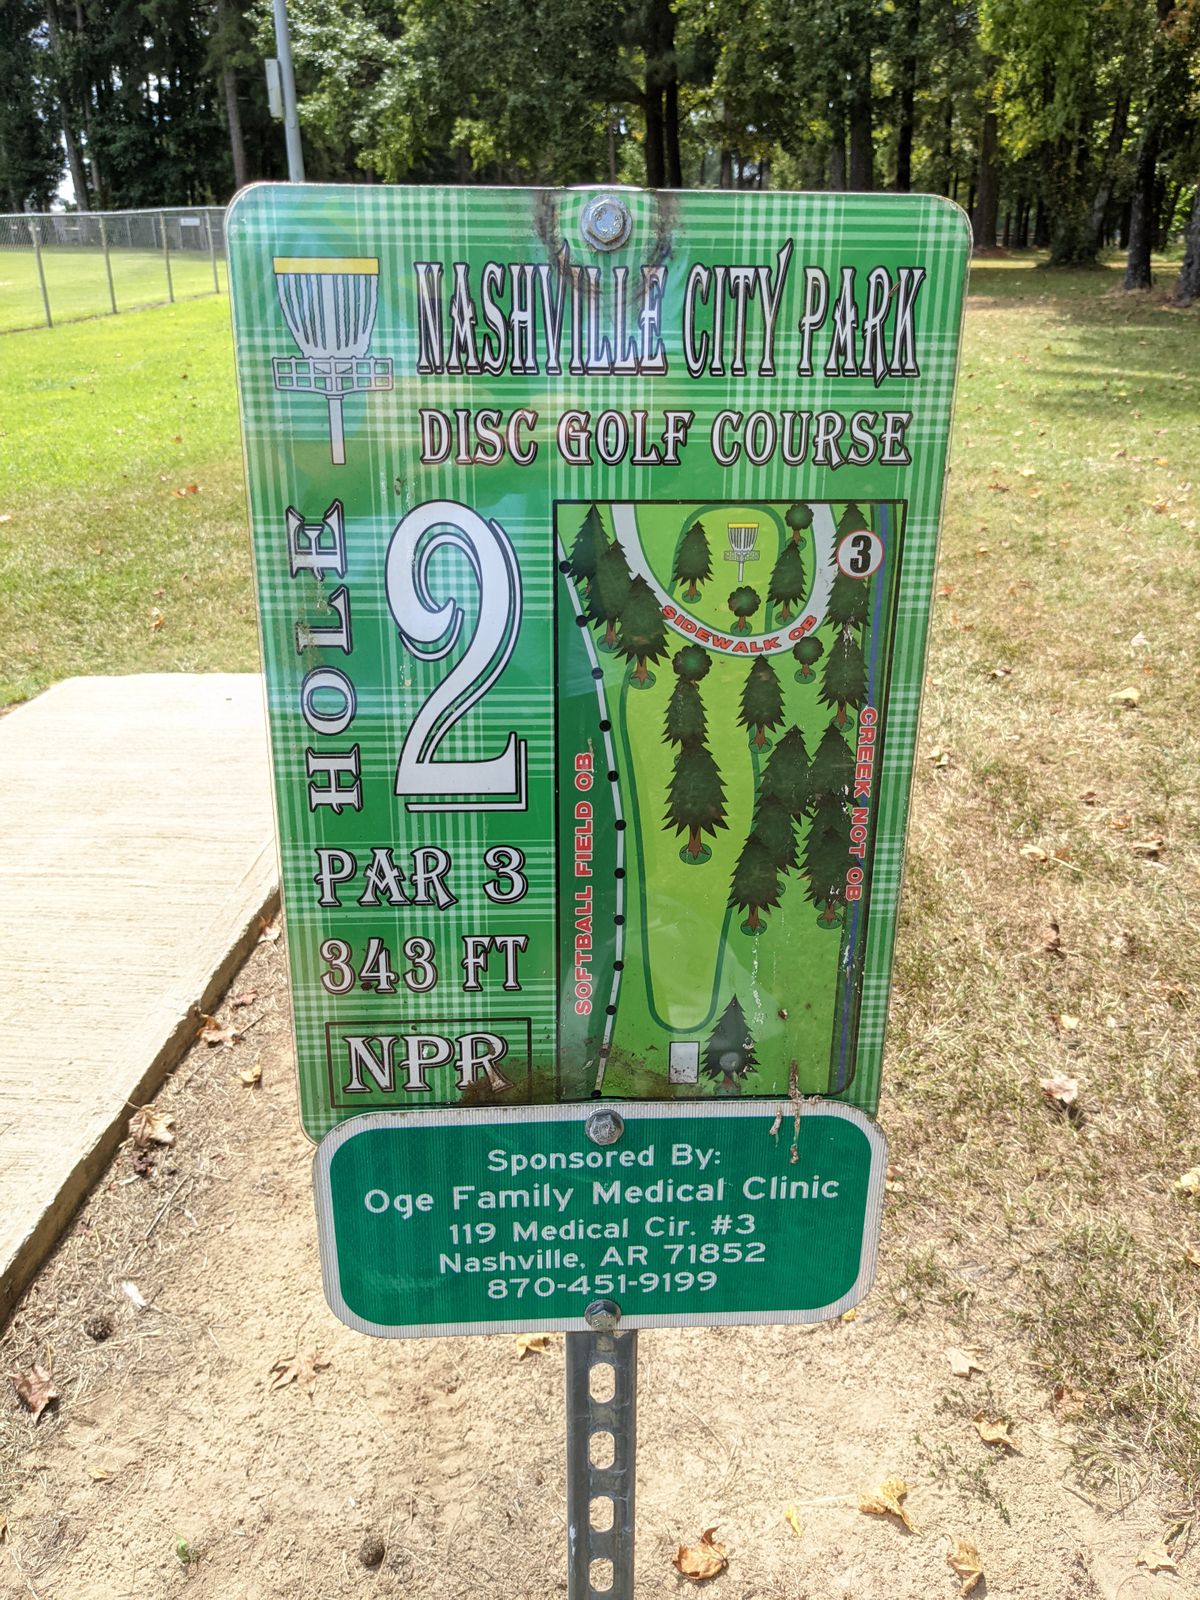 NASHVILLE CITY PARK
DISC GOLF COURSE
HOLE
2
PAR 3
343 FT
NPR
3
SIDEWALK OB
SOFTBALL FIELD OB
CREEK NOT OB
Sponsored By:
Oge Family Medical Clinic
119 Medical Cir. #3
Nashville, AR 71852
870-451-9199